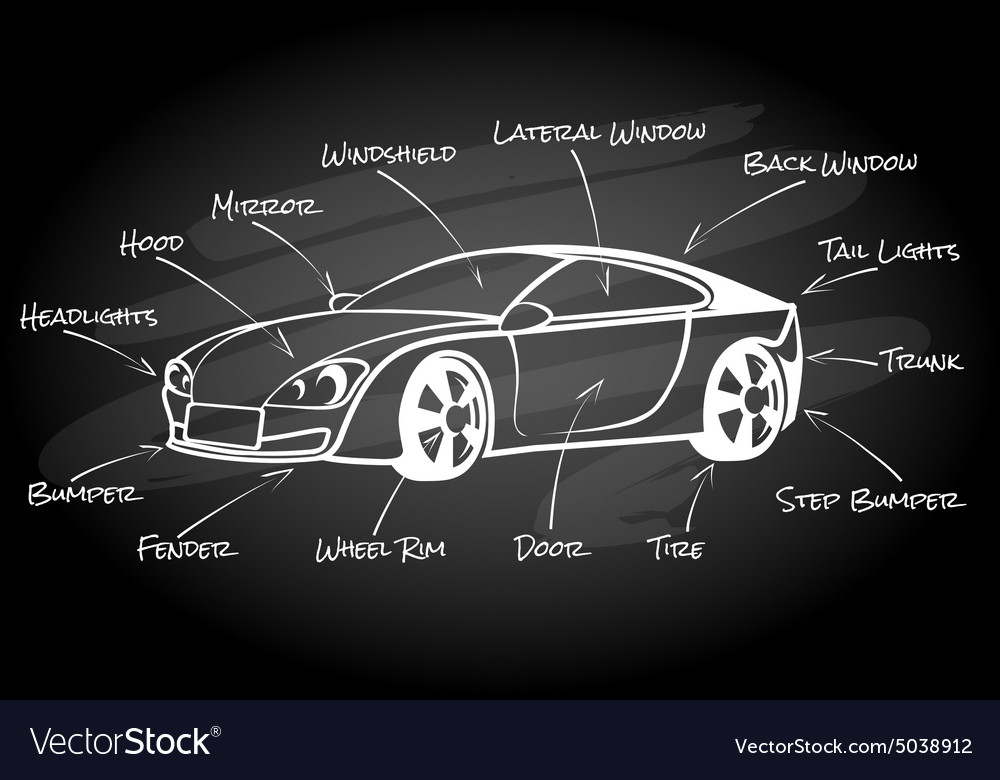 Lateral Window
Windshield
Back Window
Mirror
Hood
Tail Lights
Headlights
Trunk
Bumper
Step Bumper
Fender
Wheel Rim
Door
Tire
VectorStock®
VectorStock.com/5038912